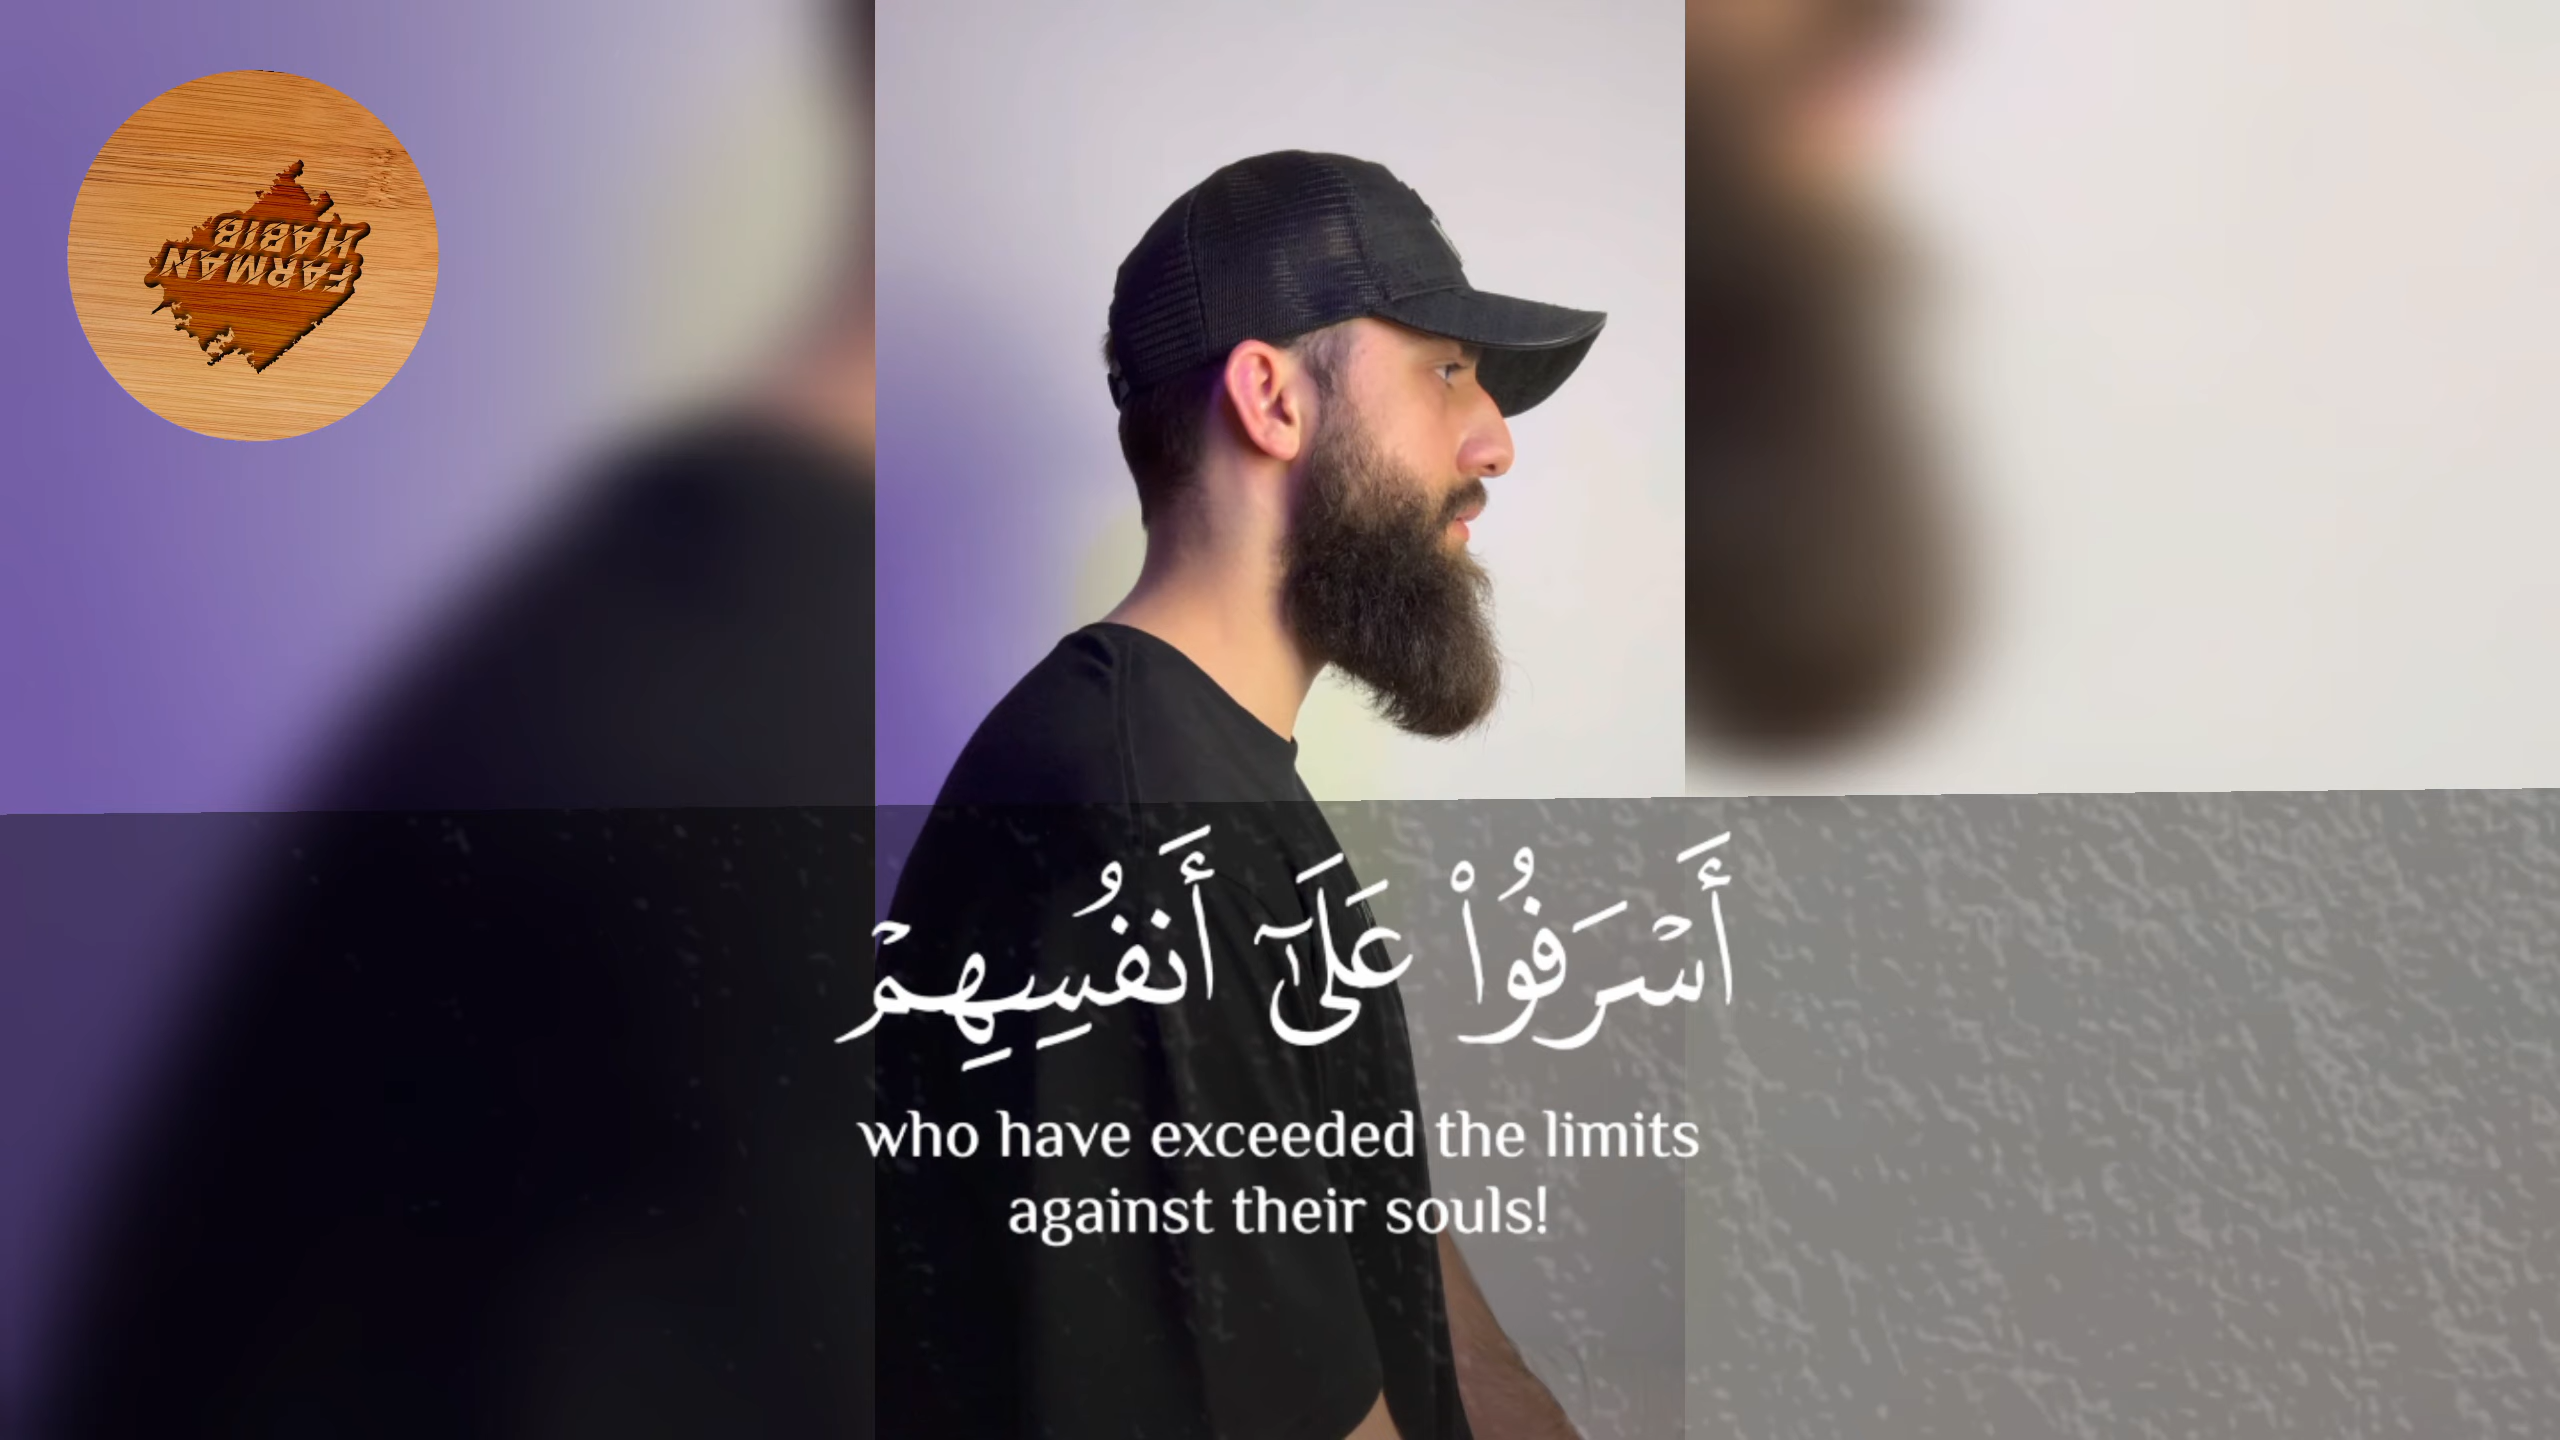 FARMAN
HABIB
أَسْرَفُوا۟ عَلَىٰٓ أَنفُسِهِمْ
who have exceeded the limits
against their souls!